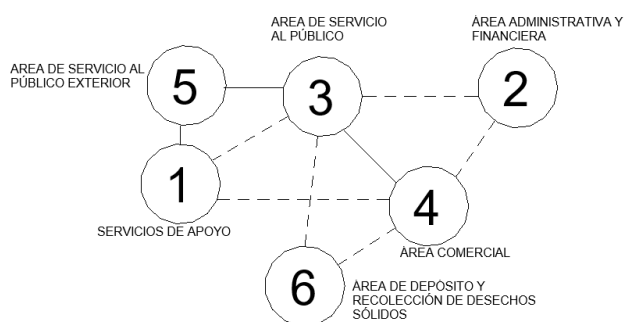 AREA DE SERVICIO
AL PÚBLICO
ÁREA ADMINISTRATIVA Y
FINANCIERA
AREA DE SERVICIO AL
PÚBLICO EXTERIOR
5
3
2
1
4
SERVICIOS DE APOYO
ÁREA COMERCIAL
6
ÁREA DE DEPÓSITO Y
RECOLECCIÓN DE DESECHOS
SÓLIDOS